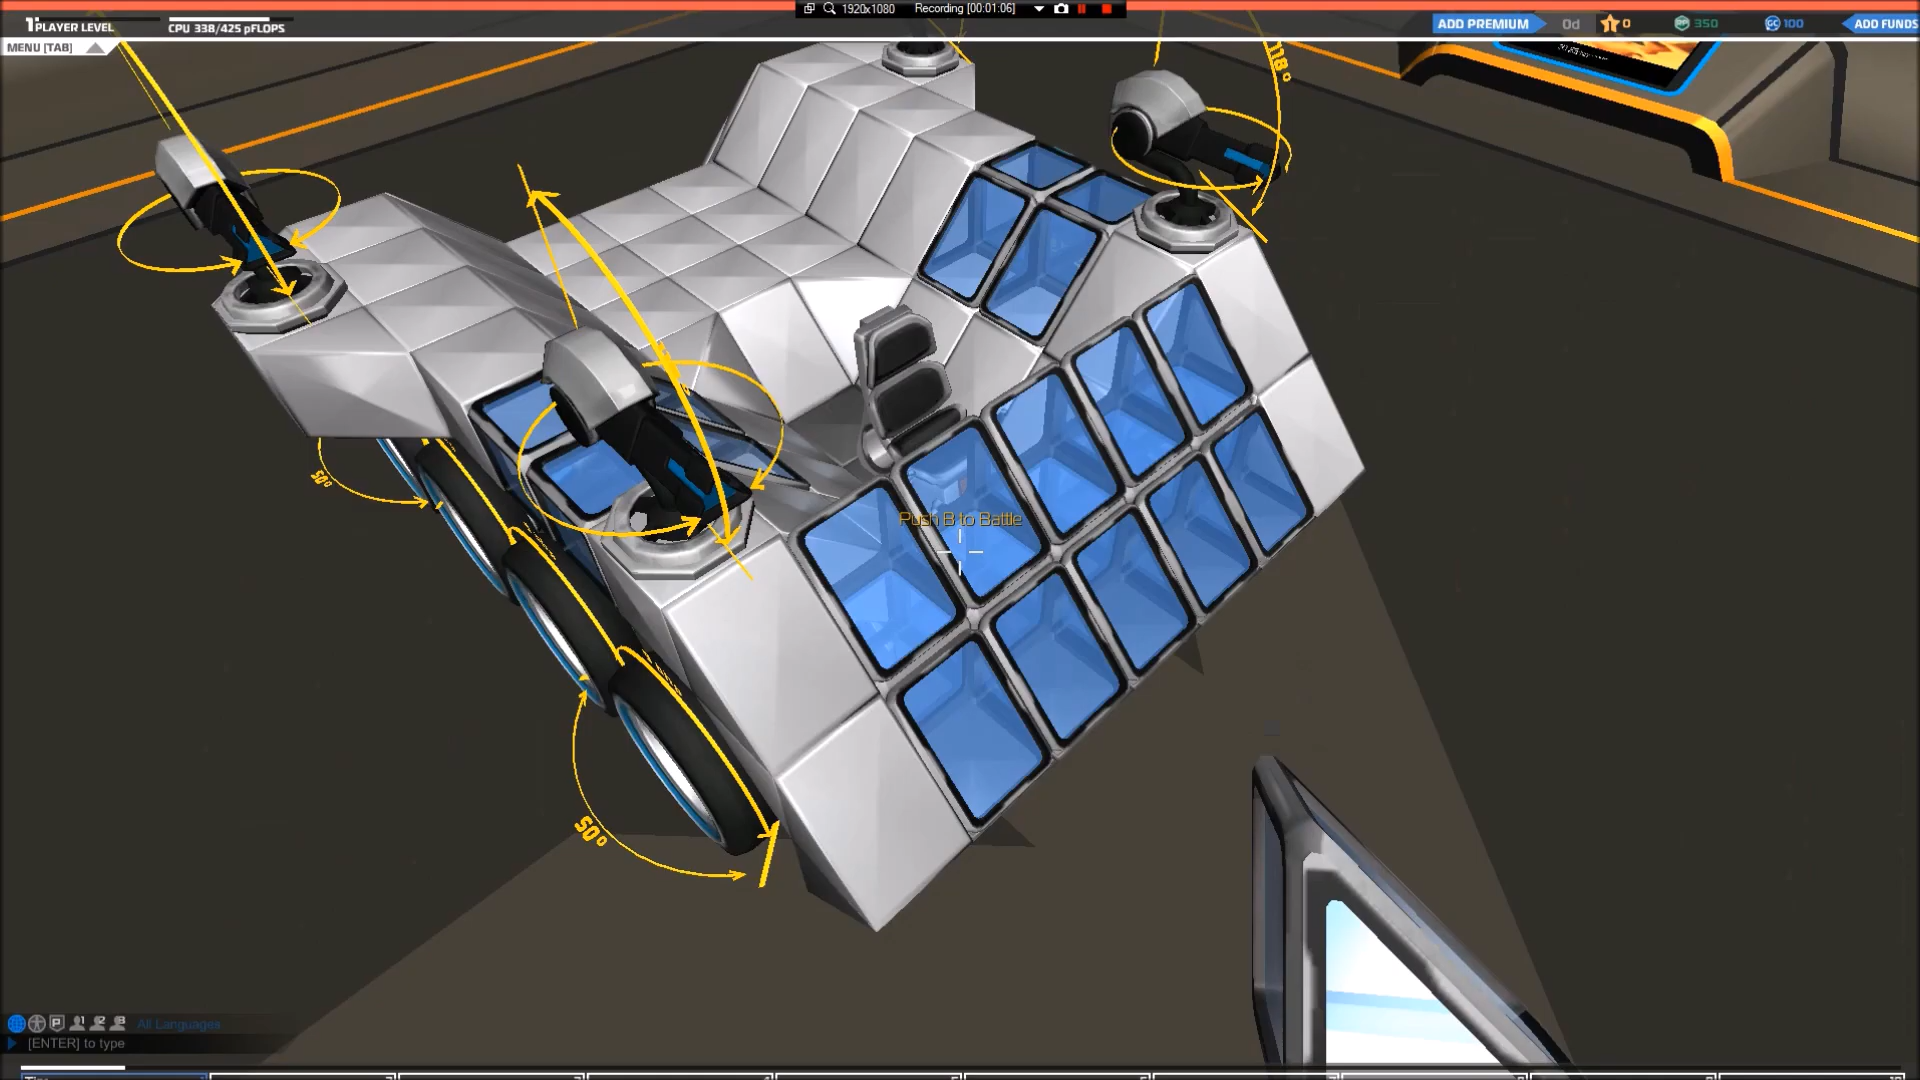 1920x1080 Recording [00:01:06]
1 PLAYER LEVEL
CPU 338/425 pFLOPS
ADD PREMIUM
0d
0
350
100
ADD FUNDS
MENU [TAB]
118°
50°
50°
Push B to Battle
All Languages
[ENTER] to type